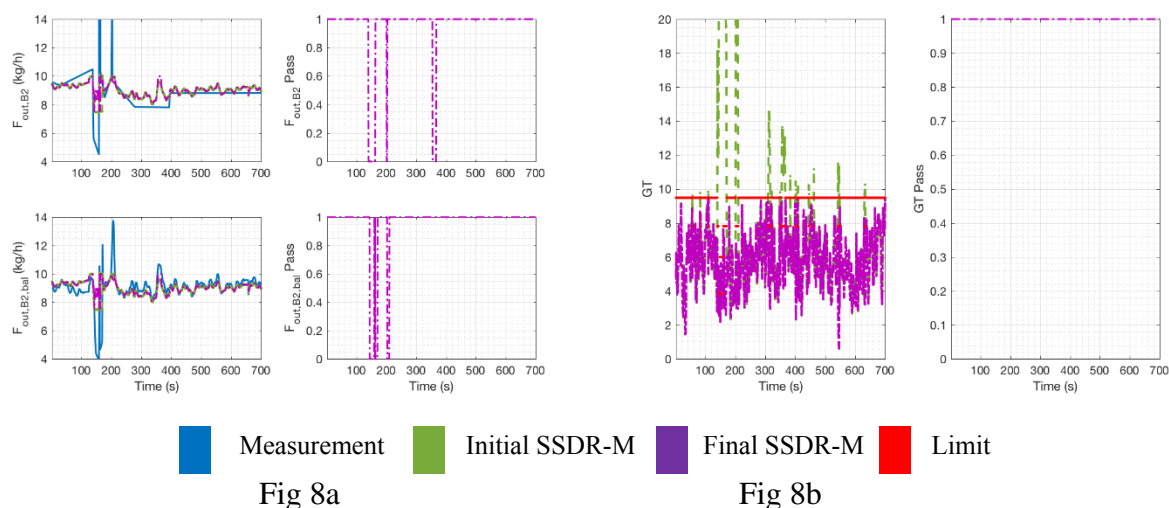 14
12
10
8
6
4
F_out,B2 (kg/h)
100 200 300 400 500 600 700
1
0.8
0.6
0.4
0.2
0
F_out,B2 Pass
100 200 300 400 500 600 700
14
12
10
8
6
4
F_out,B2,bal (kg/h)
100 200 300 400 500 600 700
Time (s)
1
0.8
0.6
0.4
0.2
0
F_out,B2,bal Pass
100 200 300 400 500 600 700
Time (s)
20
18
16
14
12
10
8
6
4
2
0
GT
100 200 300 400 500 600 700
Time (s)
1
0.9
0.8
0.7
0.6
0.5
0.4
0.3
0.2
0.1
0
GT Pass
100 200 300 400 500 600 700
Time (s)
Measurement Initial SSDR-M Final SSDR-M Limit
Fig 8a Fig 8b